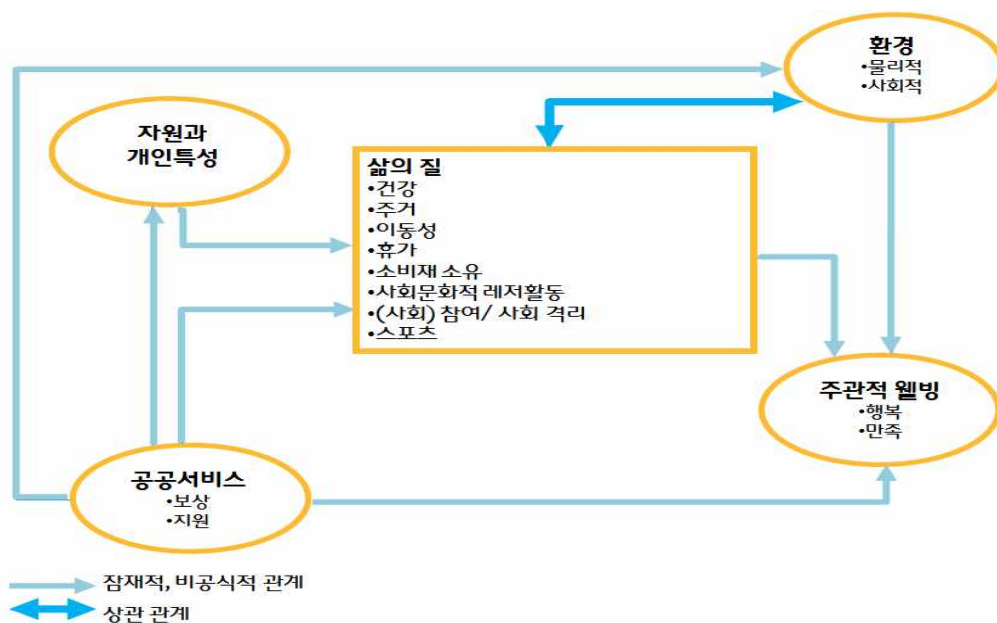 환경
•물리적
•사회적
자원과
개인특성
삶의 질
•건강
•주거
•이동성
•휴가
•소비재 소유
•사회문화적 레저활동
•(사회) 참여/ 사회 격리
•스포츠
주관적 웰빙
•행복
•만족
공공서비스
•보상
•지원
잠재적, 비공식적 관계
상관 관계